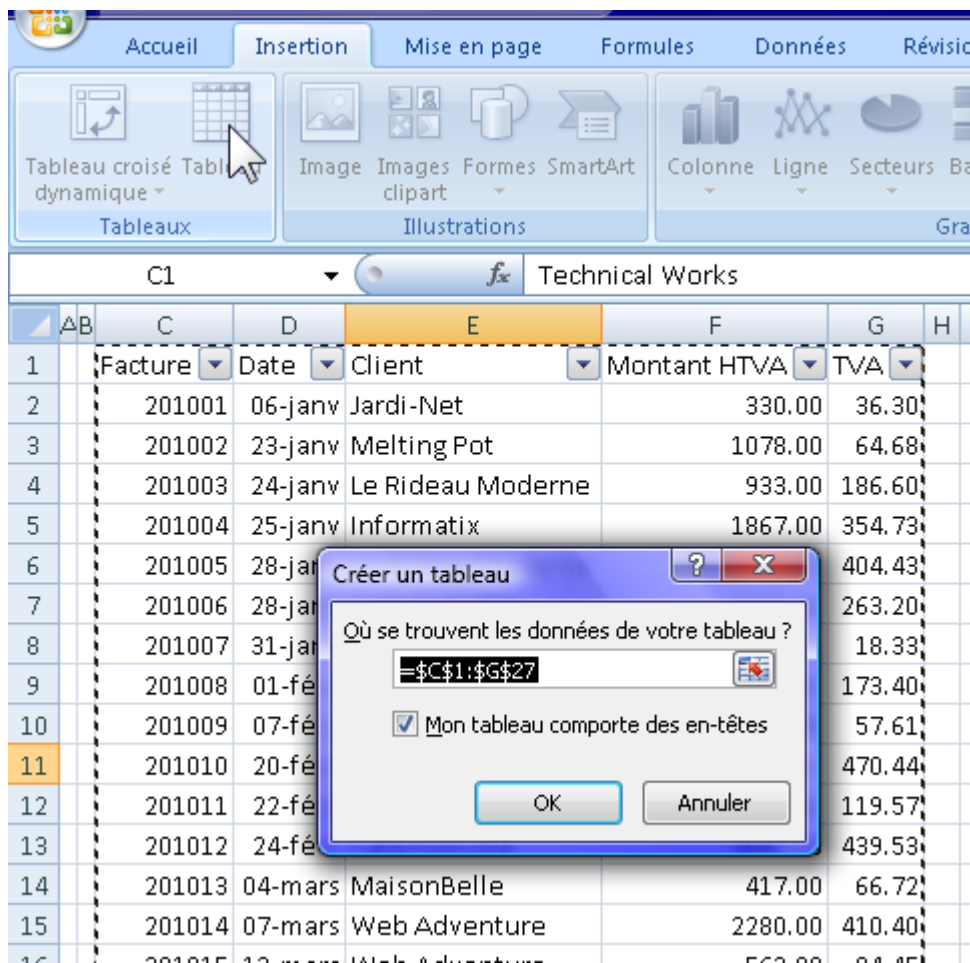 Accueil Insertion Mise en page Formules Données
Tableau croisé dynamique
Image Images clipart Formes SmartArt
Colonne Ligne Secteurs
Tableaux Illustrations
C1 fx Technical Works
A B C D E F G H
1 Facture Date Client Montant HTVA TVA
2 201001 06-janv Jardi-Net 330.00 36.30
3 201002 23-janv Melting Pot 1078.00 64.68
4 201003 24-janv Le Rideau Moderne 933.00 186.60
5 201004 25-janv Informatix 1867.00 354.73
6 201005 404.43
7 201006 263.20
8 201007 18.33
9 201008 173.40
10 201009 57.61
11 201010 470.44
12 201011 119.57
13 201012 439.53
14 201013 04-mars MaisonBelle 417.00 66.72
15 201014 07-mars Web Adventure 2280.00 410.40
Créer un tableau
Où se trouvent les données de votre tableau ?
=$C$1:$G$27
Mon tableau comporte des en-têtes
OK Annuler